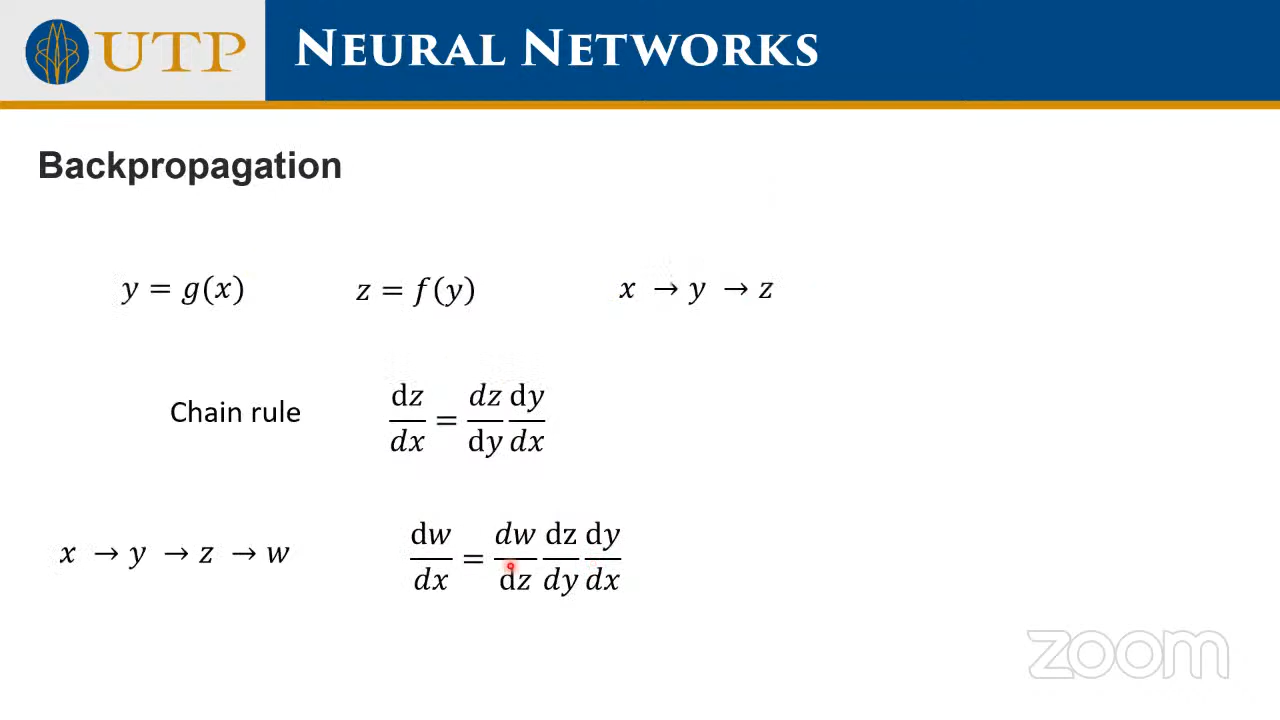 UTP NEURAL NETWORKS
Backpropagation
y = g(x) z = f(y) x → y → z
Chain rule dz/dx = dz/dy dy/dx
x → y → z → w dw/dx = dw/dz dz/dy dy/dx
zoom